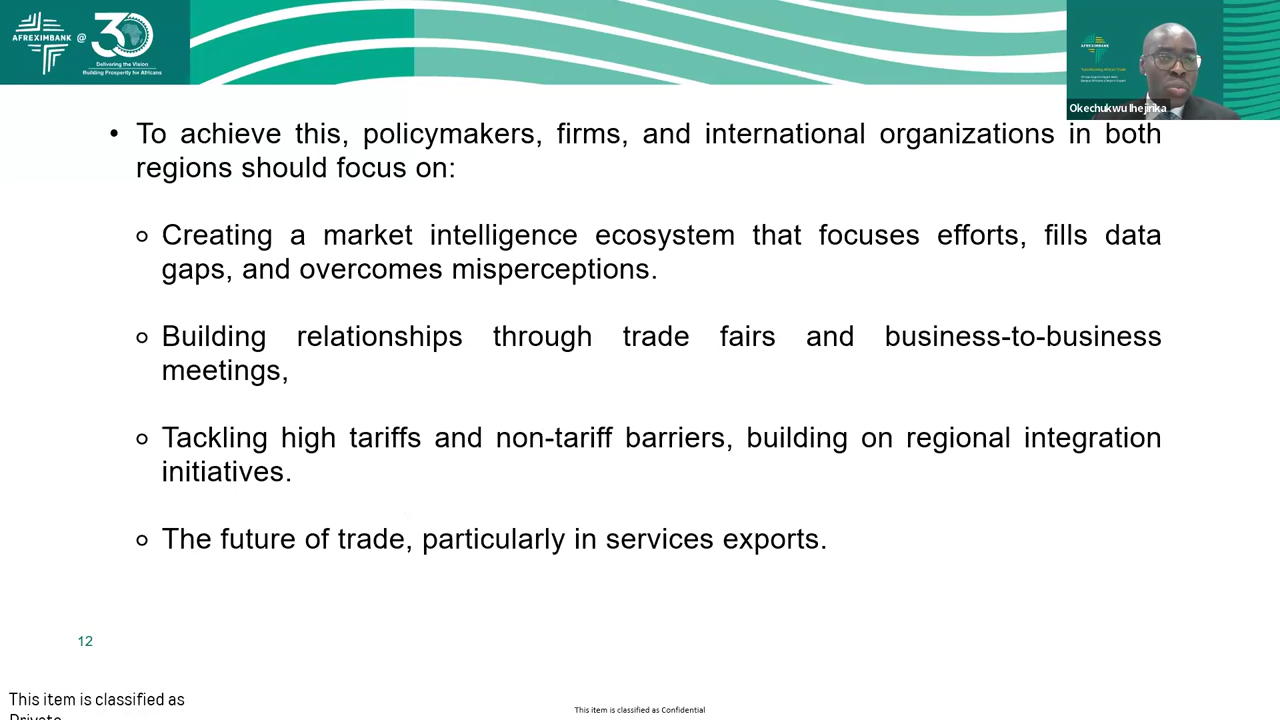 AFREXIMBANK @ 30
Delivering the Vision
Building Prosperity for Africans
AFREXIMBANK
Okechukwu Ihejirika
• To achieve this, policymakers, firms, and international organizations in both
regions should focus on:
Creating a market intelligence ecosystem that focuses efforts, fills data
gaps, and overcomes misperceptions.
Building relationships through trade fairs and business-to-business
meetings,
Tackling high tariffs and non-tariff barriers, building on regional integration
initiatives.
The future of trade, particularly in services exports.
12
This item is classified as
Private
This item is classified as Confidential